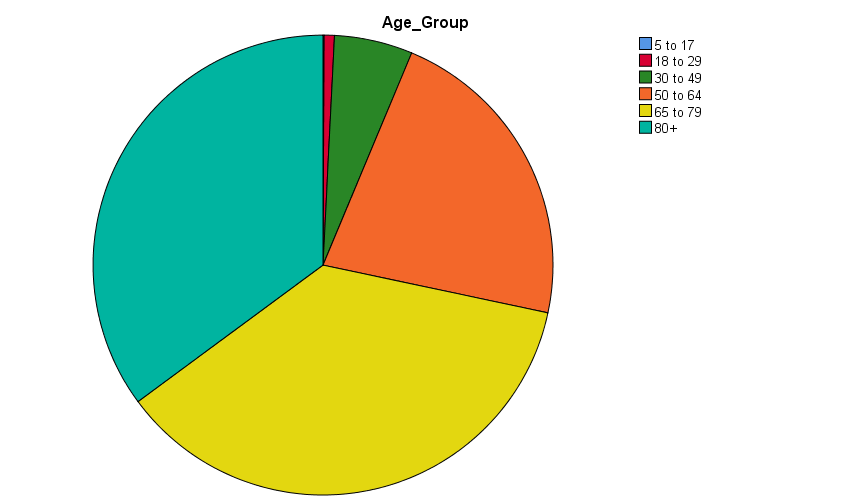 Age_Group
5 to 17
18 to 29
30 to 49
50 to 64
65 to 79
80+